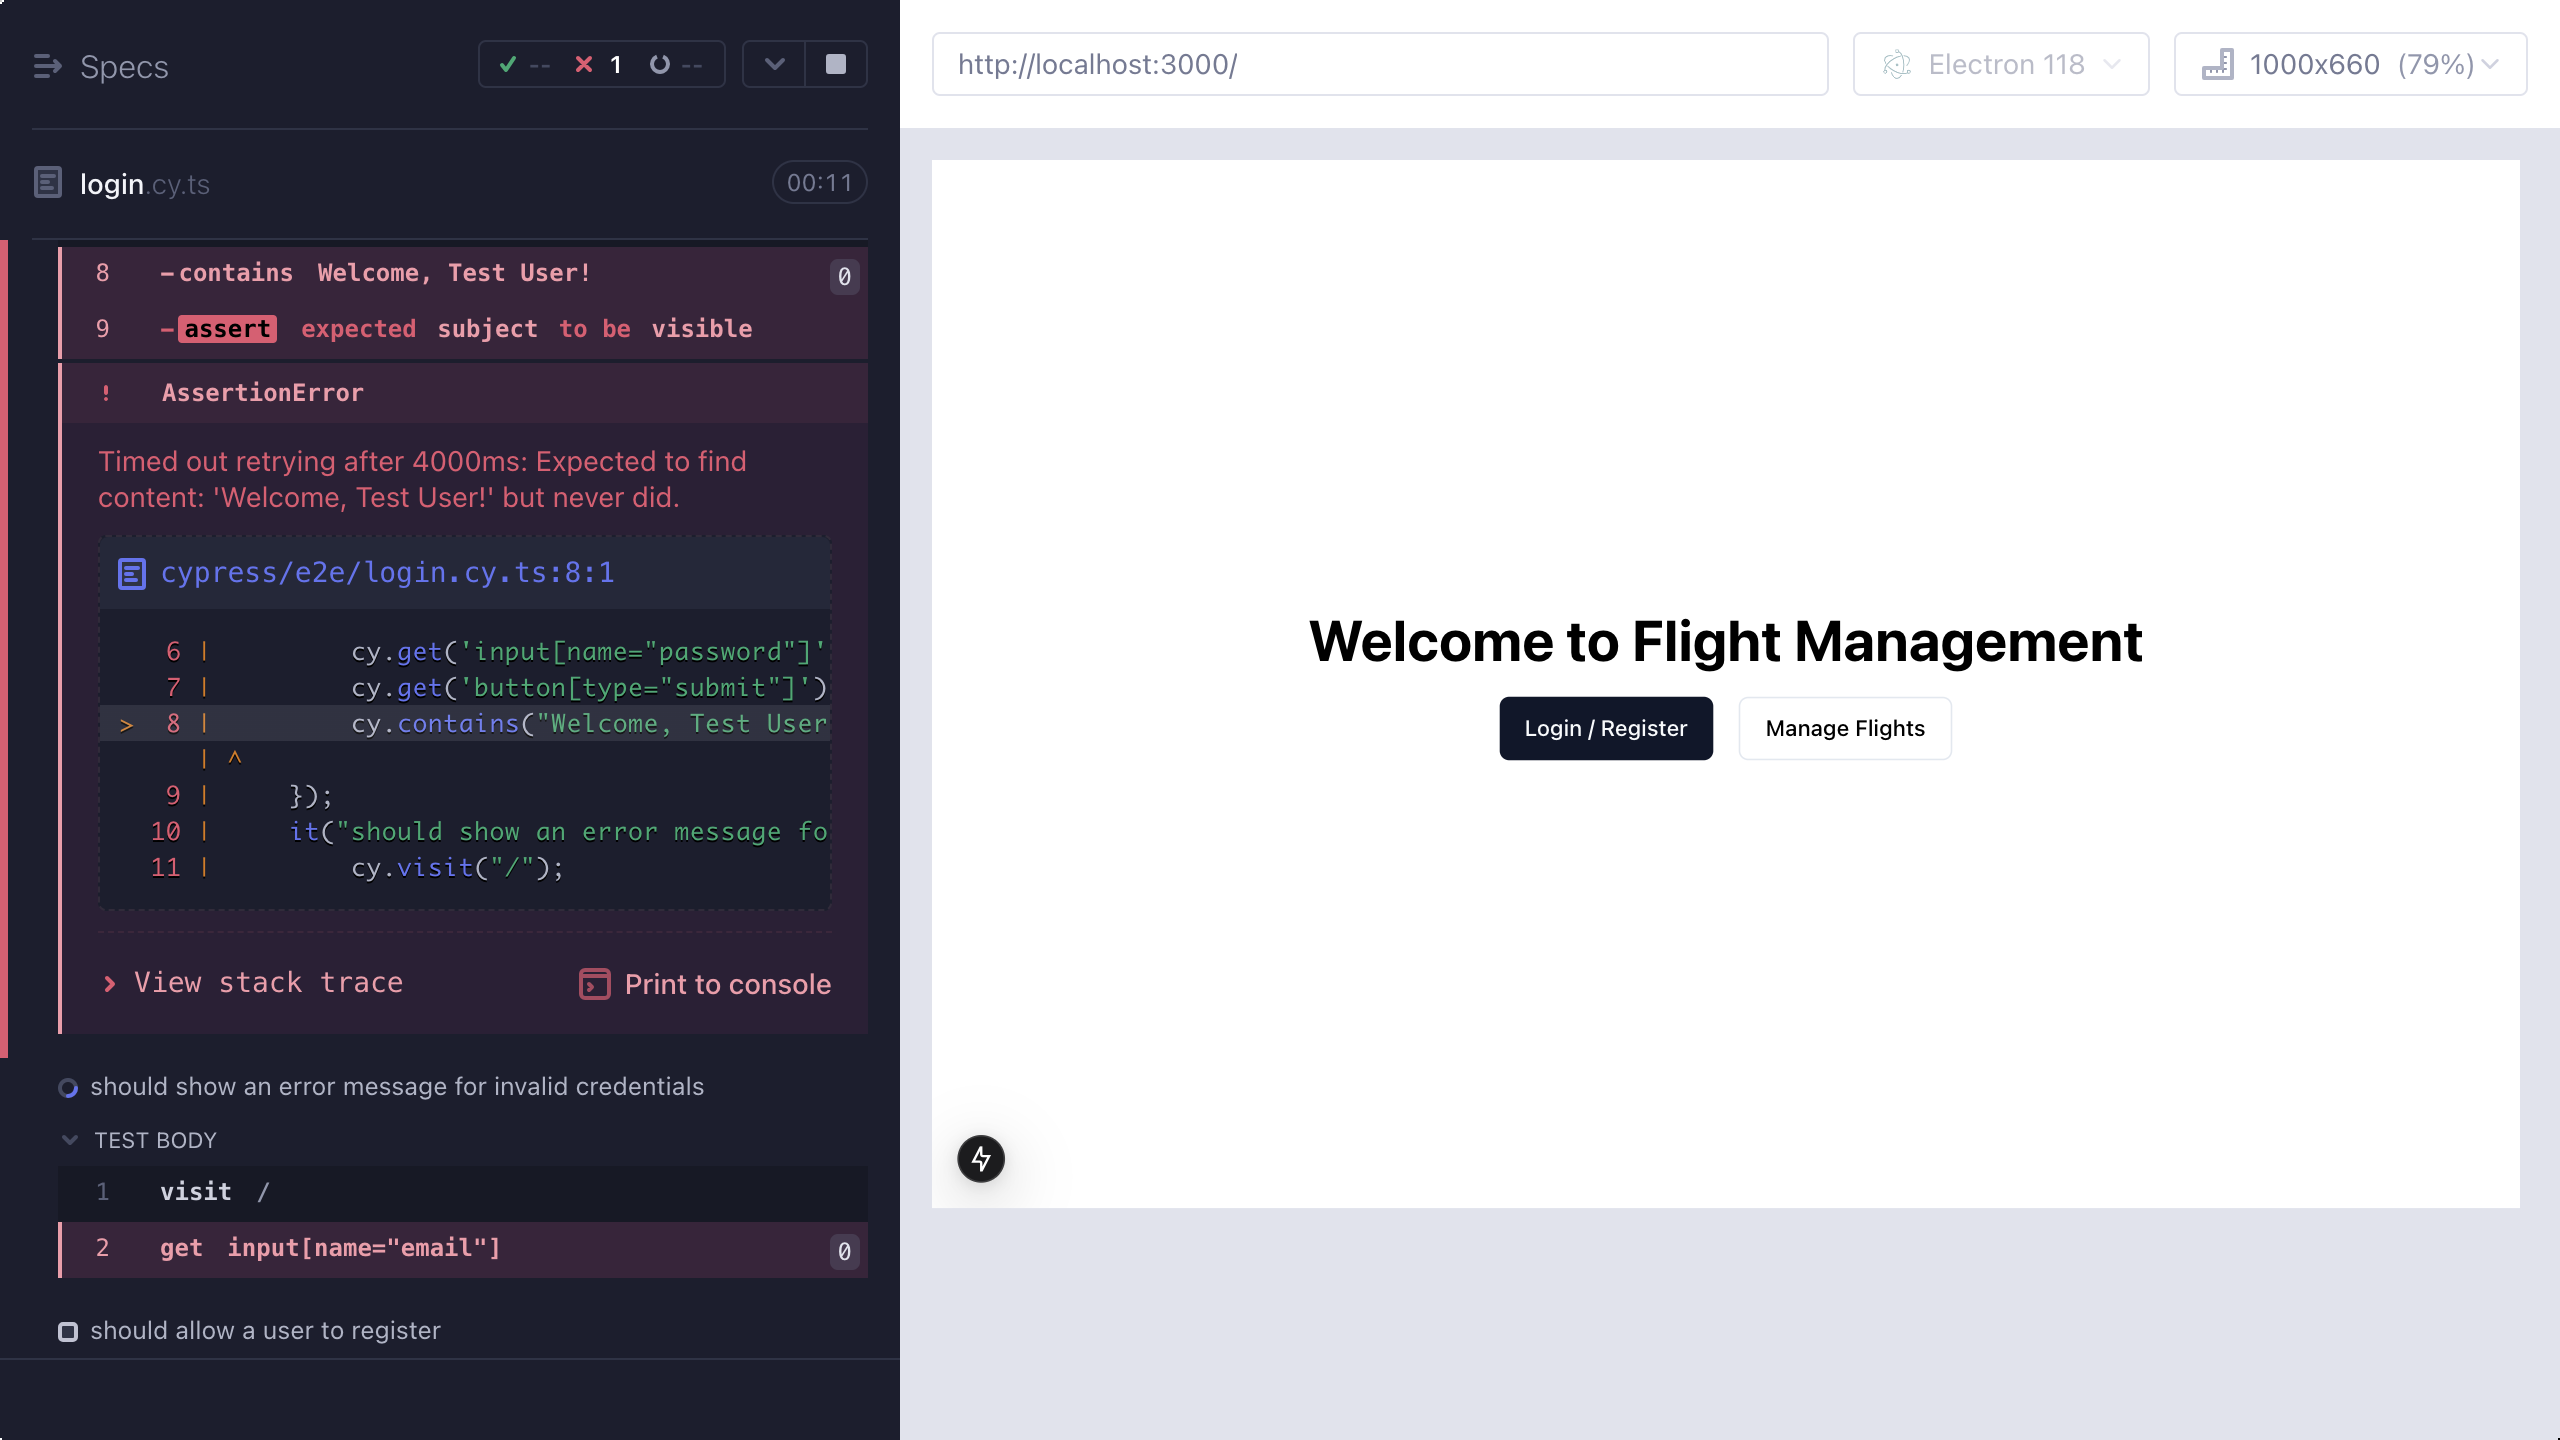 Specs
-- 1 --
login.cy.ts
00:11
8 -contains Welcome, Test User! 0
9 -assert expected subject to be visible
! AssertionError
Timed out retrying after 4000ms: Expected to find
content: 'Welcome, Test User!' but never did.
cypress/e2e/login.cy.ts:8:1
6 | cy.get('input[name="password"]'
7 | cy.get('button[type="submit"]')
> 8 | cy.contains("Welcome, Test User
| ^
9 | });
10 | it("should show an error message fo
11 | cy.visit("/");
View stack trace
Print to console
should show an error message for invalid credentials
TEST BODY
1 visit /
2 get input[name="email"] 0
should allow a user to register
http://localhost:3000/
Electron 118
1000x660 (79%)
Welcome to Flight Management
Login / Register
Manage Flights